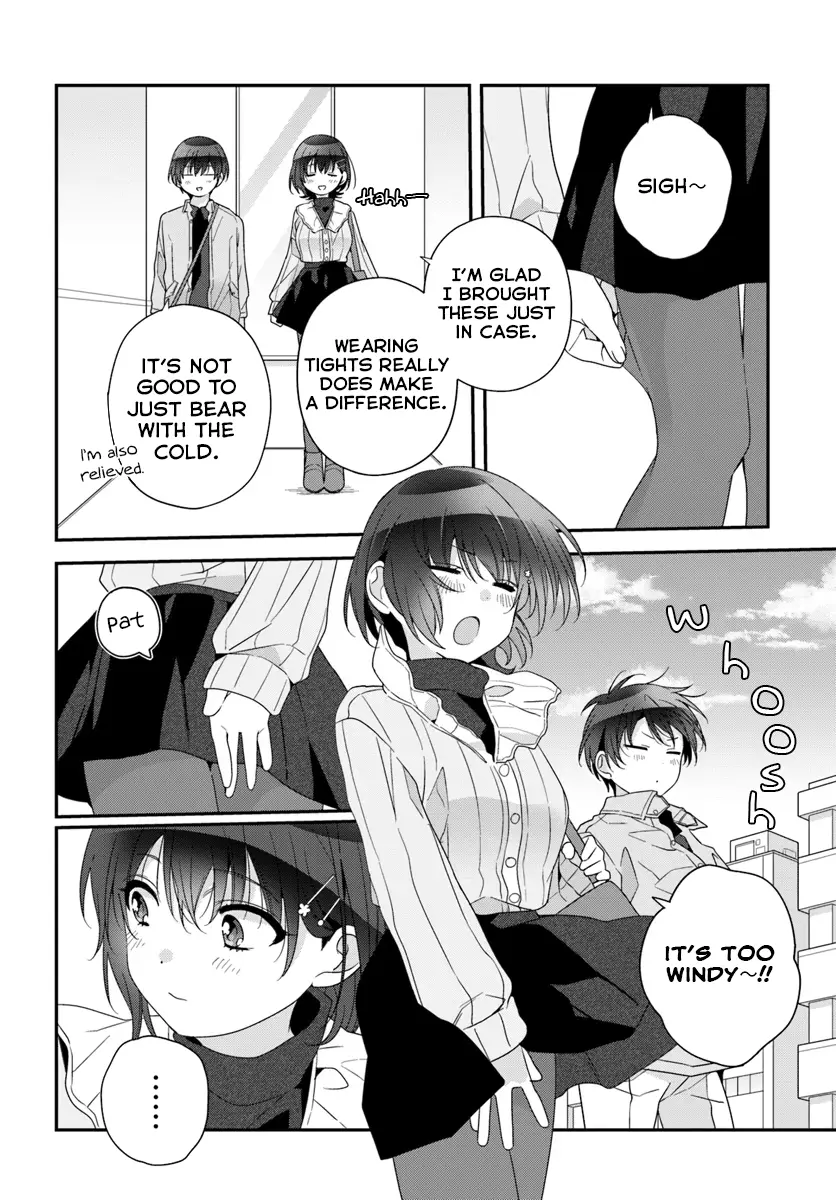 SIGH~
Hahh—
I'M GLAD
I BROUGHT
THESE JUST
IN CASE.
WEARING
TIGHTS REALLY
DOES MAKE
A DIFFERENCE.
IT'S NOT
GOOD TO
JUST BEAR
WITH THE
COLD.
I'm also
relieved.
whoosh
IT'S TOO
WINDY~!!
pat
......